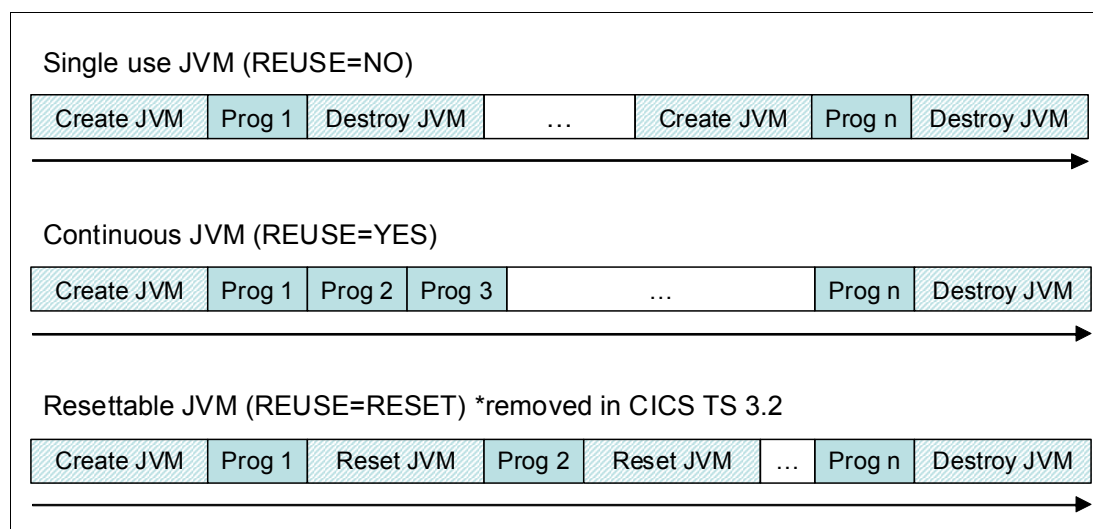 Single use JVM (REUSE=NO)
Create JVM Prog 1 Destroy JVM … Create JVM Prog n Destroy JVM
Continuous JVM (REUSE=YES)
Create JVM Prog 1 Prog 2 Prog 3 … Prog n Destroy JVM
Resettable JVM (REUSE=RESET) *removed in CICS TS 3.2
Create JVM Prog 1 Reset JVM Prog 2 Reset JVM … Prog n Destroy JVM